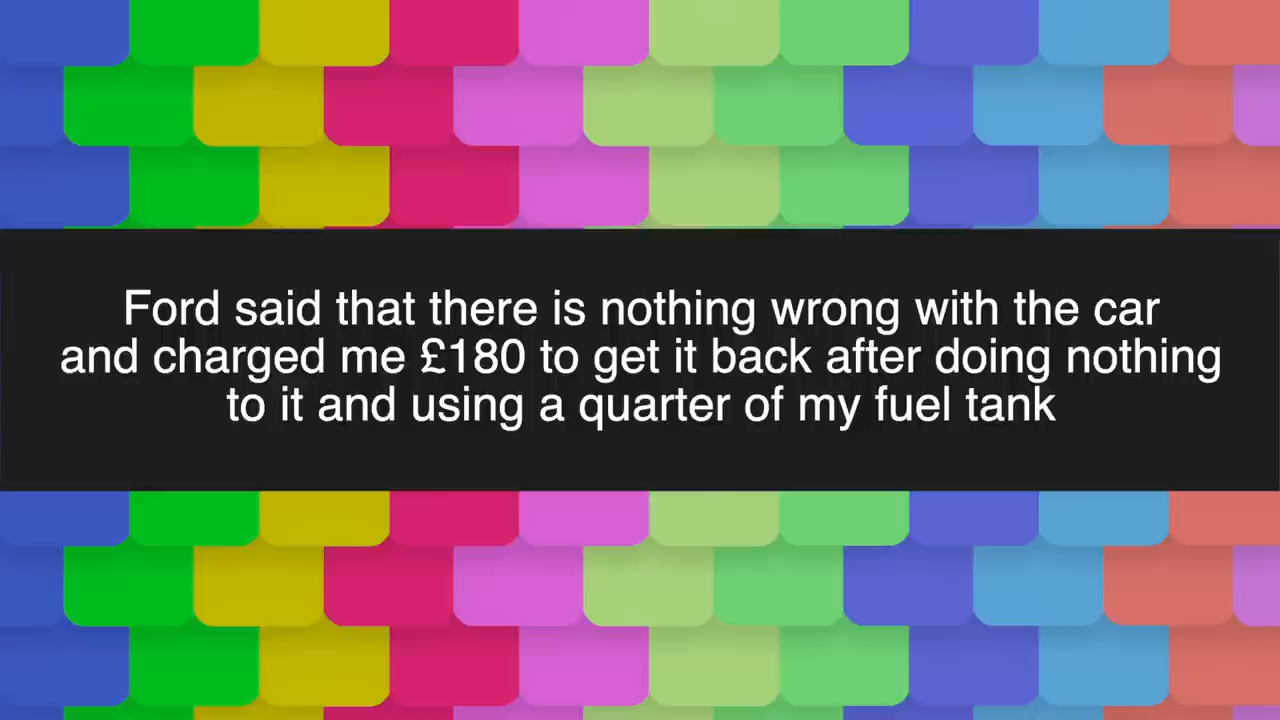 Ford said that there is nothing wrong with the car
and charged me £180 to get it back after doing nothing
to it and using a quarter of my fuel tank